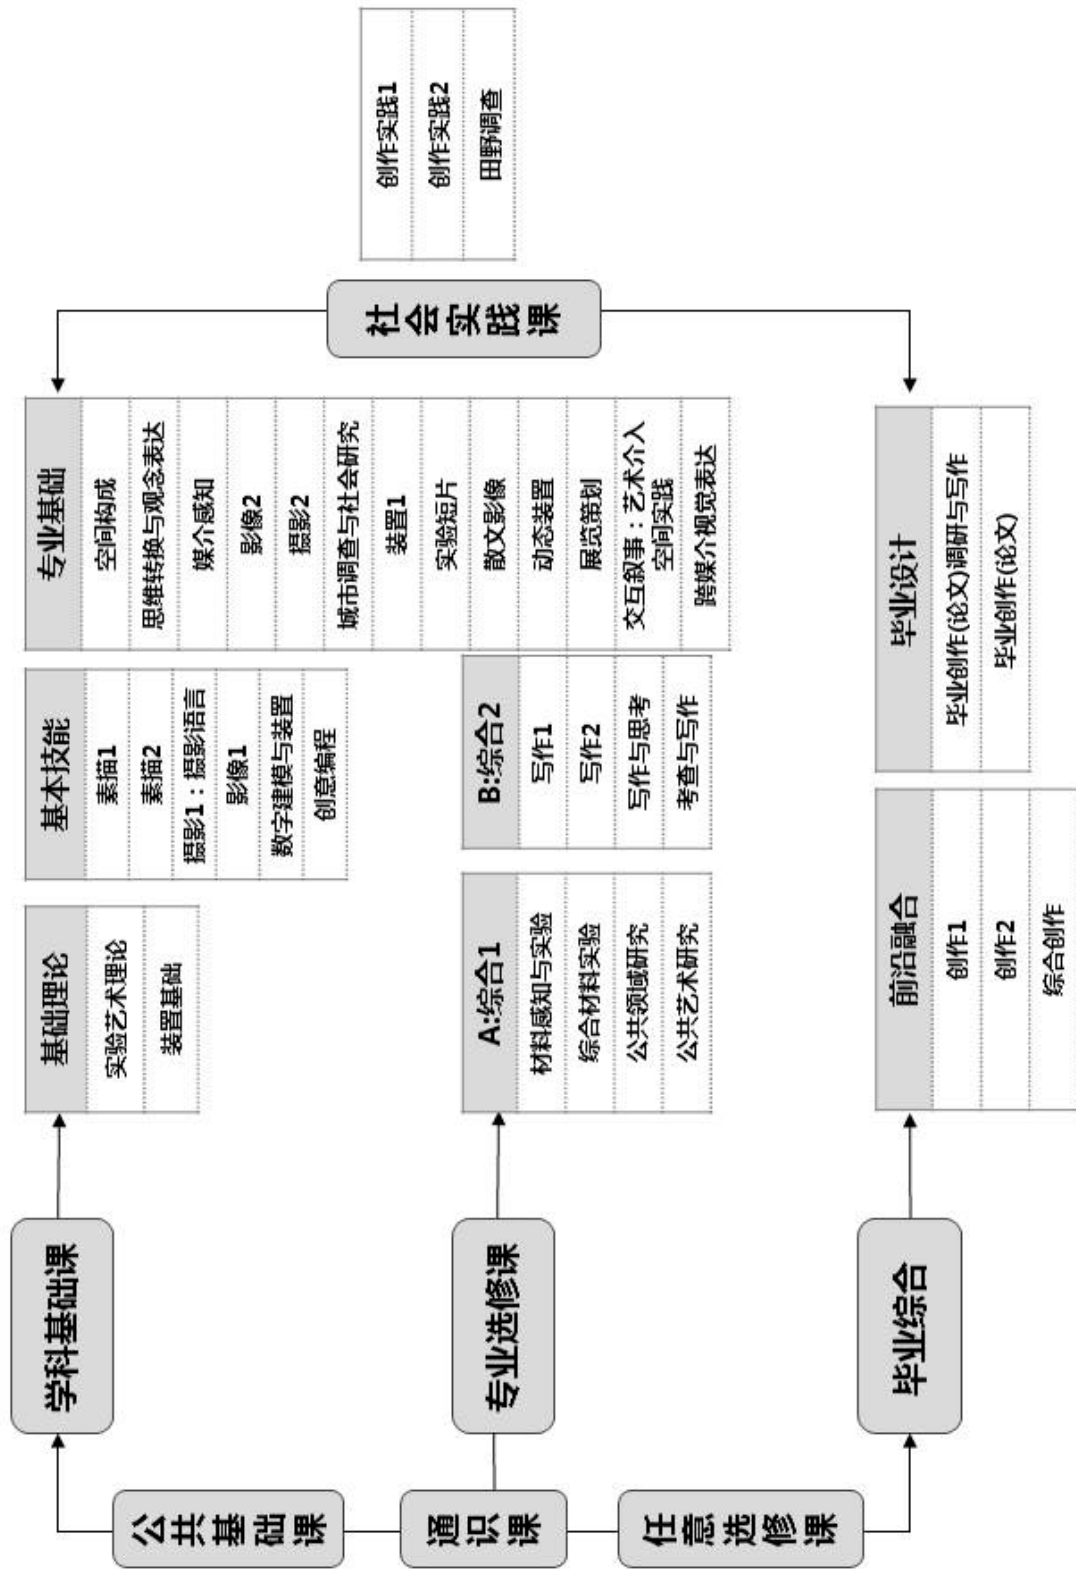 公共
基础
课
通识
课
任意
选修
课
学科基础课
基础理论
实验艺术理论
装置基础
基本技能
素描1
素描2
摄影1：摄影语言
影像1
数字建模与装置
创意编程
专业基础
空间构成
思维转换与观念表达
媒介感知
影像2
摄影2
城市调查与社会研究
装置1
实验短片
散文影像
动态装置
展览策划
交互叙事：艺术介入
空间实践
跨媒介视觉表达
专业选修课
A:综合1
材料感知与实验
综合材料实验
公共领域研究
公共艺术研究
B:综合2
写作1
写作2
写作与思考
考查与写作
毕业综合
前沿融合
创作1
创作2
综合创作
毕业设计
毕业创作(论文)调研与写作
毕业创作(论文)
社会
实践
课
创作实践1
创作实践2
田野调查